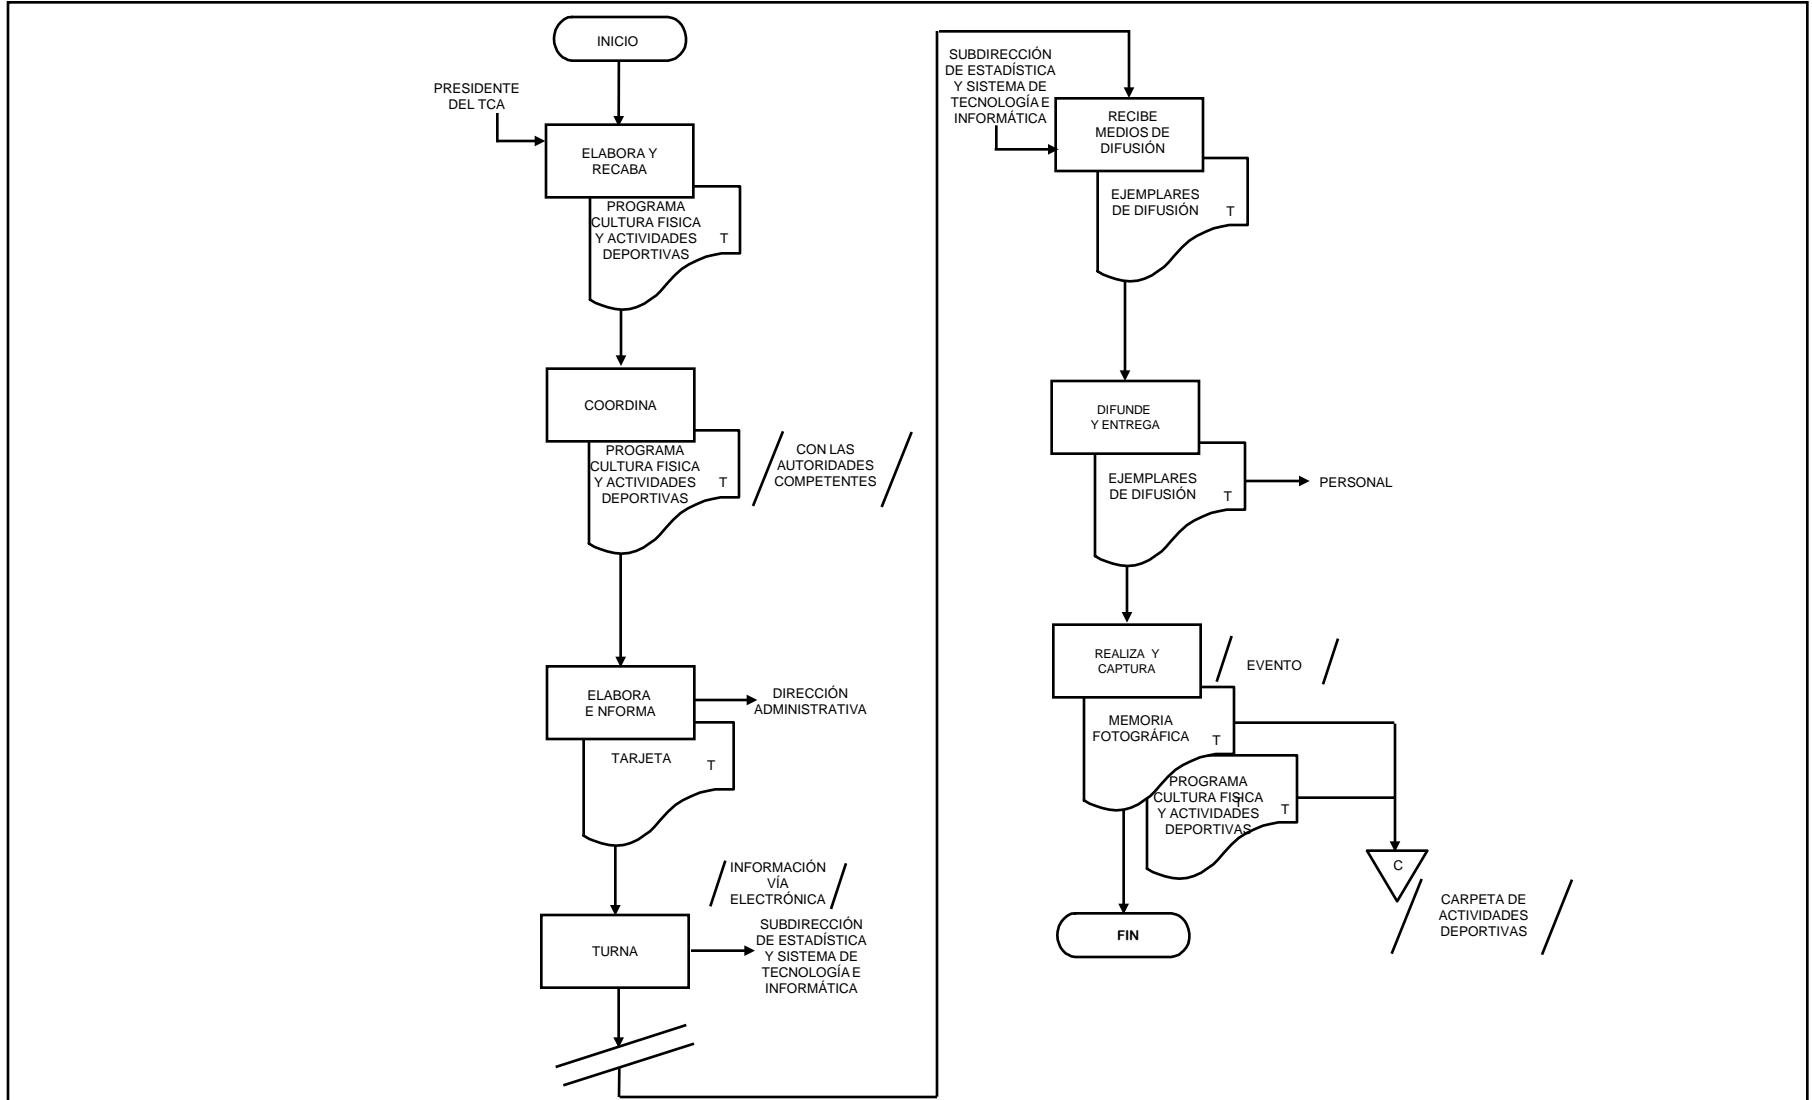 INICIO
PRESIDENTE
DEL TCA
ELABORA Y
RECABA
PROGRAMA
CULTURA FISICA
Y ACTIVIDADES
DEPORTIVAS
T
COORDINA
PROGRAMA
CULTURA FISICA
Y ACTIVIDADES
DEPORTIVAS
T
CON LAS
AUTORIDADES
COMPETENTES
ELABORA
E NFORMA
DIRECCIÓN
ADMINISTRATIVA
TARJETA
T
INFORMACIÓN
VÍA
ELECTRÓNICA
TURNA
SUBDIRECCIÓN
DE ESTADÍSTICA
Y SISTEMA DE
TECNOLOGÍA E
INFORMÁTICA
SUBDIRECCIÓN
DE ESTADÍSTICA
Y SISTEMA DE
TECNOLOGÍA E
INFORMÁTICA
RECIBE
MEDIOS DE
DIFUSIÓN
EJEMPLARES
DE DIFUSIÓN
T
DIFUNDE
Y ENTREGA
EJEMPLARES
DE DIFUSIÓN
T
PERSONAL
REALIZA Y
CAPTURA
EVENTO
MEMORIA
FOTOGRÁFICA
T
PROGRAMA
CULTURA FISICA
Y ACTIVIDADES
DEPORTIVAS
T
T
C
CARPETA DE
ACTIVIDADES
DEPORTIVAS
FIN